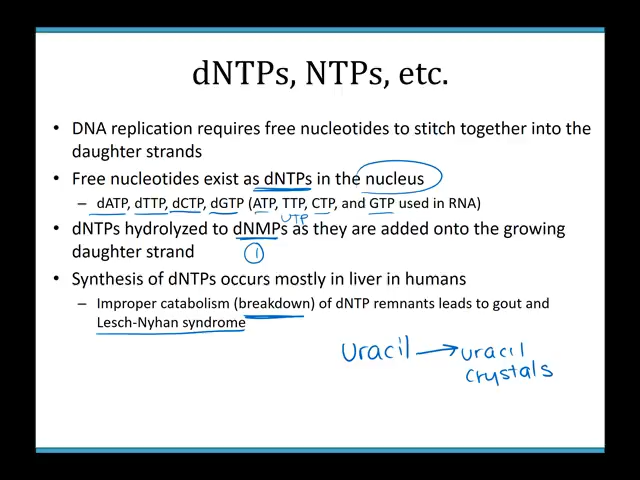 dNTPs, NTPs, etc.
• DNA replication requires free nucleotides to stitch together into the
daughter strands
• Free nucleotides exist as dNTPs in the nucleus
– dATP, dTTP, dCTP, dGTP (ATP, TTP, CTP, and GTP used in RNA)
UTP
• dNTPs hydrolyzed to dNMPs as they are added onto the growing
daughter strand
1
• Synthesis of dNTPs occurs mostly in liver in humans
– Improper catabolism (breakdown) of dNTP remnants leads to gout and
Lesch-Nyhan syndrome
Uracil → uracil
crystals